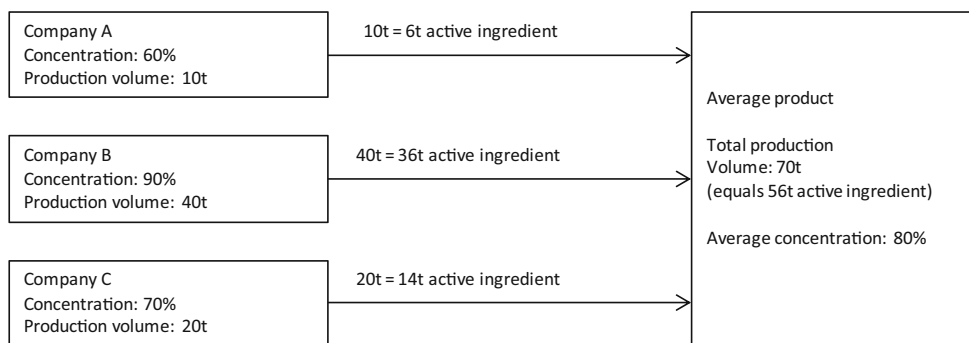 Company A
Concentration: 60%
Production volume: 10t
10t = 6t active ingredient
Company B
Concentration: 90%
Production volume: 40t
40t = 36t active ingredient
Company C
Concentration: 70%
Production volume: 20t
20t = 14t active ingredient
Average product
Total production
Volume: 70t
(equals 56t active ingredient)
Average concentration: 80%